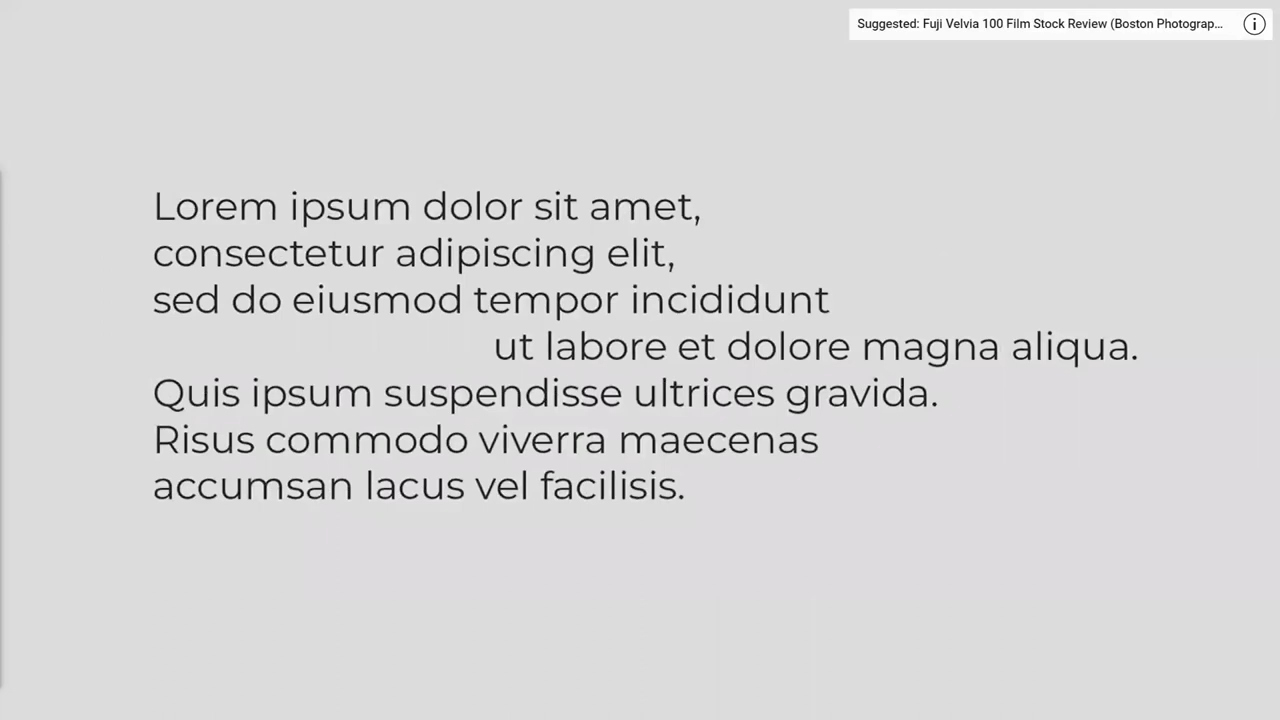 Suggested: Fuji Velvia 100 Film Stock Review (Boston Photograp...
Lorem ipsum dolor sit amet,
consectetur adipiscing elit,
sed do eiusmod tempor incididunt
ut labore et dolore magna aliqua.
Quis ipsum suspendisse ultrices gravida.
Risus commodo viverra maecenas
accumsan lacus vel facilisis.